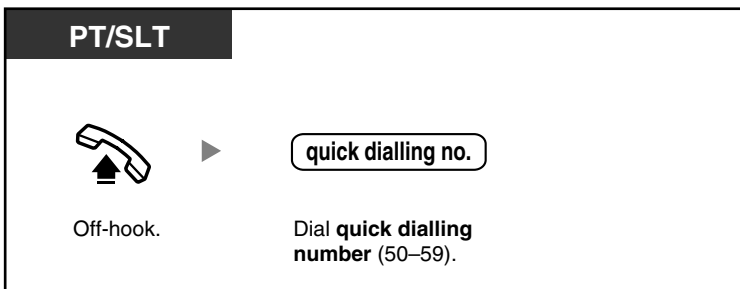 PT/SLT
quick dialling no.
Off-hook.
Dial quick dialling
number (50–59).